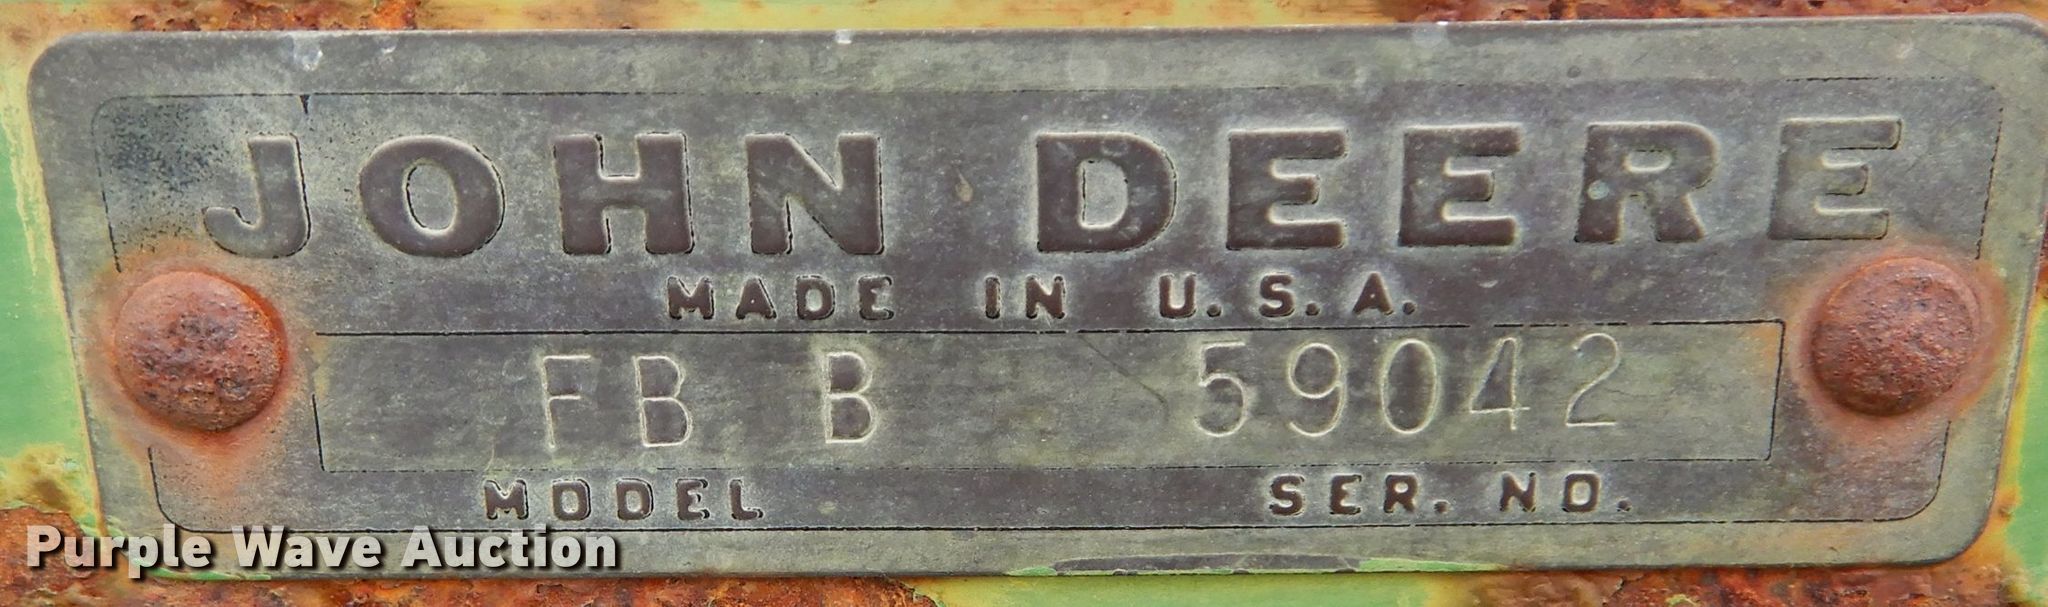 JOHN DEERE
MADE IN U.S.A.
FB B 59042
MODEL SER. NO.
Purple Wave Auction